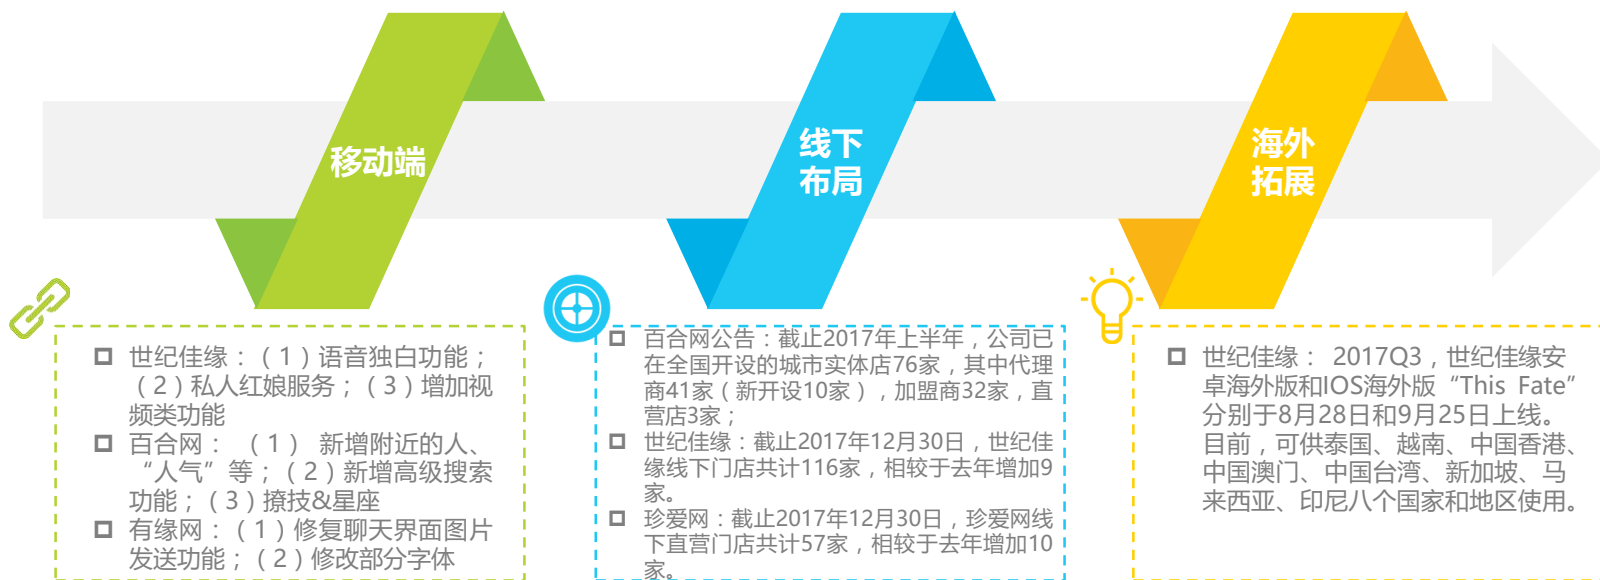 移动端
线下
布局
海外
拓展
世纪佳缘：（1）语音独白功能；
（2）私人红娘服务；（3）增加视
频类功能
百合网： （1） 新增附近的人、
“人气”等；（2）新增高级搜索
功能；（3）撩技&星座
有缘网：（1）修复聊天界面图片
发送功能；（2）修改部分字体
百合网公告：截止2017年上半年，公司已
在全国开设的城市实体店76家，其中代理
商41家（新开设10家），加盟商32家，直
营店3家；
世纪佳缘：截止2017年12月30日，世纪佳
缘线下门店共计116家，相较于去年增加9
家。
珍爱网：截止2017年12月30日，珍爱网线
下直营门店共计57家，相较于去年增加10
家。
世纪佳缘： 2017Q3，世纪佳缘安
卓海外版和IOS海外版“This Fate”
分别于8月28日和9月25日上线。
目前，可供泰国、越南、中国香港、
中国澳门、中国台湾、新加坡、马
来西亚、印尼八个国家和地区使用。